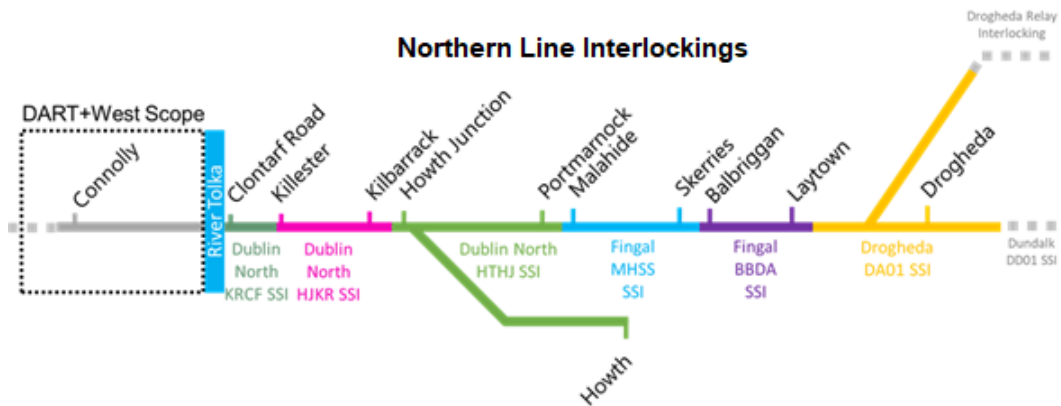 Drogheda Relay
Interlocking
Northern Line Interlockings
DART+West Scope
Connolly
River Tolka
Clontarf Road
Killester
Kilbarrack
Howth Junction
Portmarnock
Malahide
Skerries
Balbriggan
Laytown
Drogheda
Dublin
North
KRCF SSI
Dublin
North
HJKR SSI
Dublin North
HTHJ SSI
Fingal
MHSS
SSI
Fingal
BBDA
SSI
Drogheda
DA01 SSI
Dundalk
DD01 SSI
Howth